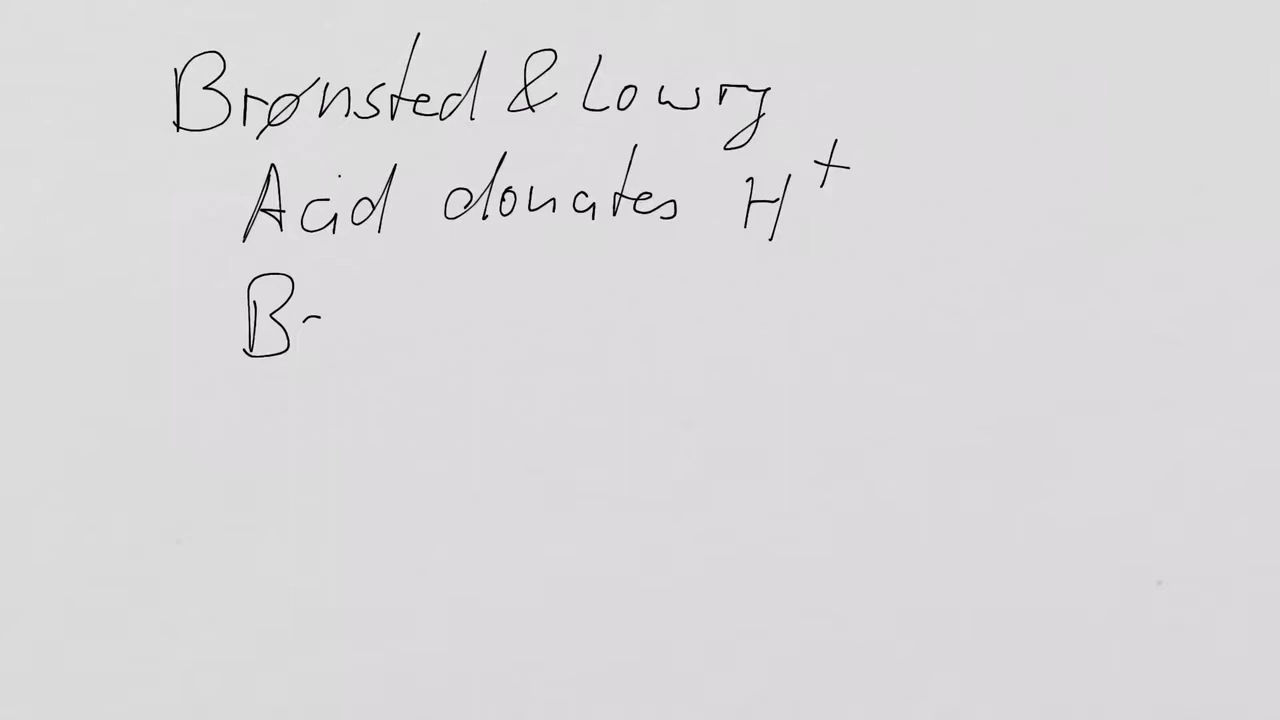 Brønsted & Lowry
Acid donates H⁺
B